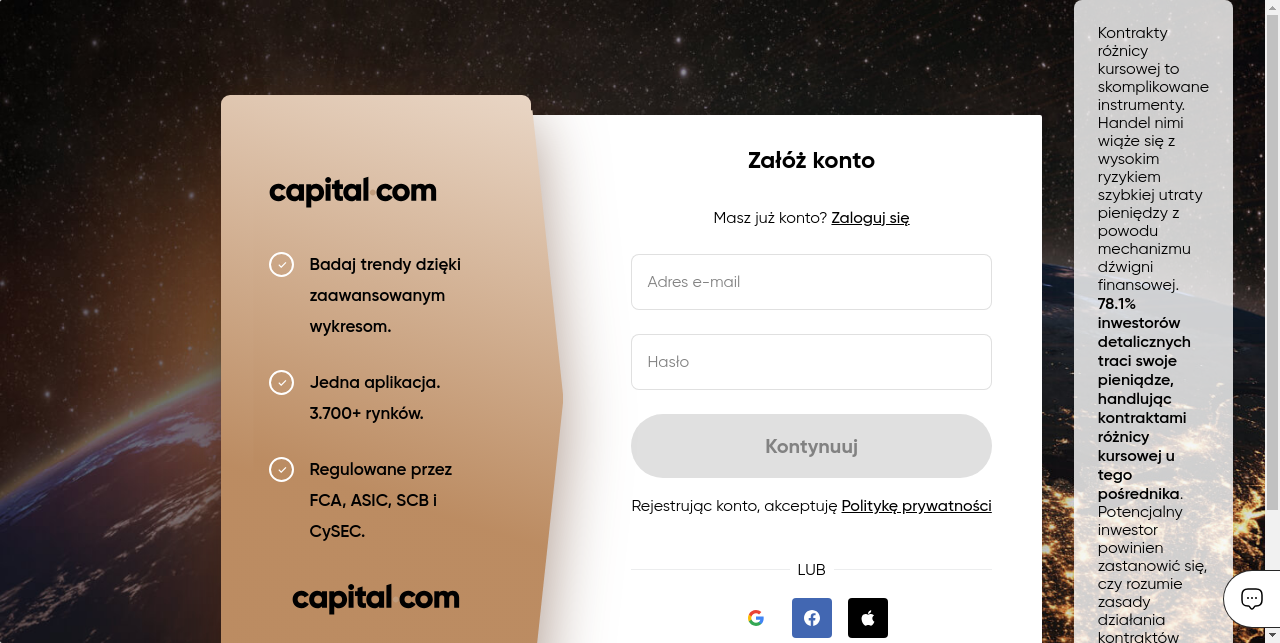 capital com
Badaj trendy dzięki
zaawansowanym
wykresom.
Jedna aplikacja.
3.700+ rynków.
Regulowane przez
FCA, ASIC, SCB i
CySEC.
capital com
Załóż konto
Masz już konto? Zaloguj się
Adres e-mail
Hasło
Kontynuuj
Rejestrując konto, akceptuję Politykę prywatności
LUB
Kontrakty
różnicy
kursowej to
skomplikowane
instrumenty.
Handel nimi
wiąże się z
wysokim
ryzykiem
szybkiej utraty
pieniędzy z
powodu
mechanizmu
dźwigni
finansowej.
78.1%
inwestorów
detalicznych
traci swoje
pieniądze,
handlując
kontraktami
różnicy
kursowej u
tego
pośrednika.
Potencjalny
inwestor
powinien
zastanowić się,
czy rozumie
zasady
działania
kontraktów